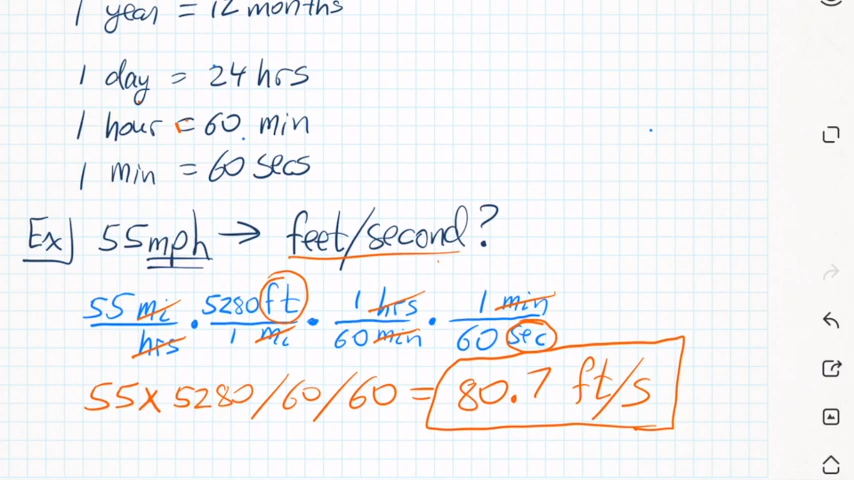 1 year = 12 months
1 day = 24 hrs
1 hour = 60 min
1 min = 60 secs
Ex] 55mph → feet/second?
55 mi/hrs · 5280 ft/1 mi · 1 hrs/60 min · 1 min/60 sec
55 x 5280/60/60 = 80.7 ft/s